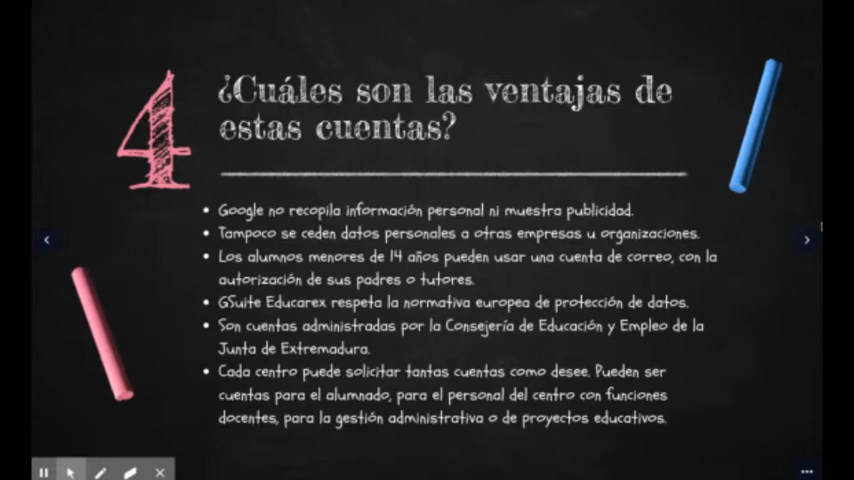 4
¿Cuáles son las ventajas de
estas cuentas?
• Google no recopila información personal ni muestra publicidad.
• Tampoco se ceden datos personales a otras empresas u organizaciones.
• Los alumnos menores de 14 años pueden usar una cuenta de correo, con la
autorización de sus padres o tutores.
• GSuite Educarex respeta la normativa europea de protección de datos.
• Son cuentas administradas por la Consejería de Educación y Empleo de la
Junta de Extremadura.
• Cada centro puede solicitar tantas cuentas como desee. Pueden ser
cuentas para el alumnado, para el personal del centro con funciones
docentes, para la gestión administrativa o de proyectos educativos.